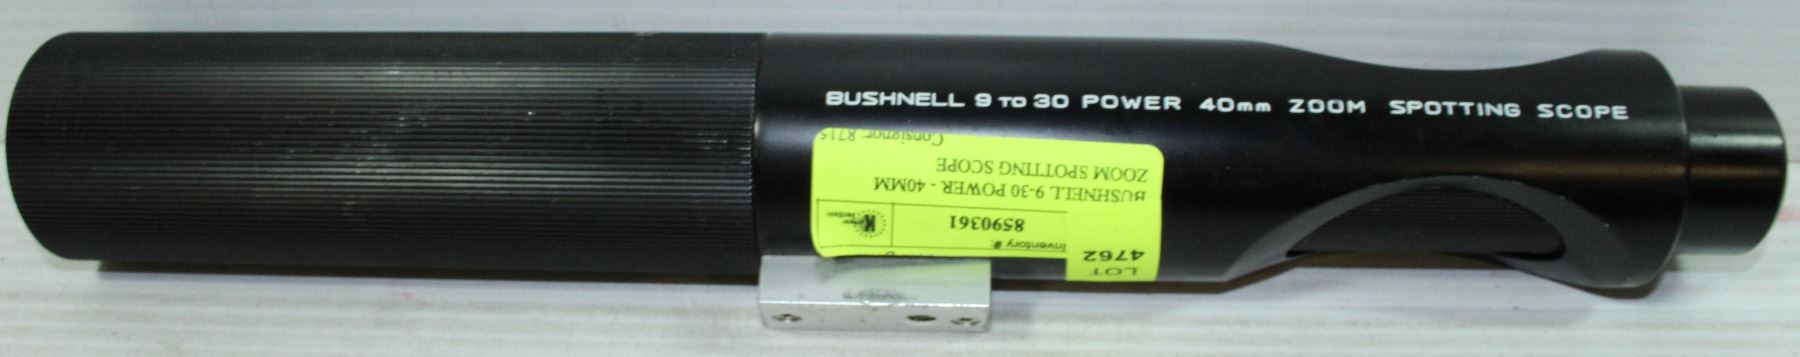 BUSHNELL 9 TO 30 POWER 40mm ZOOM SPOTTING SCOPE
LOT
4762
Inventory #:
8590361
BUSHNELL 9-30 POWER - 40MM
ZOOM SPOTTING SCOPE
Consignor: 8715